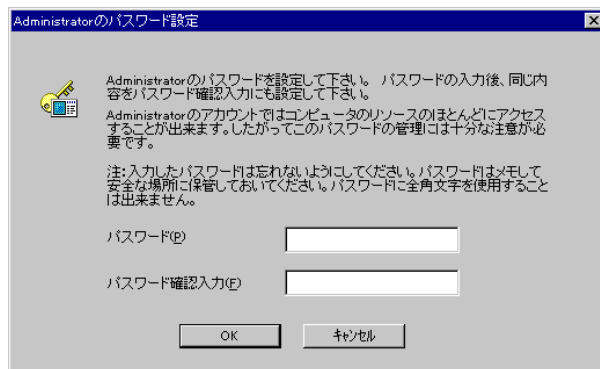 Administratorのパスワード設定
Administratorのパスワードを設定して下さい。 パスワードの入力後、同じ内
容をパスワード確認入力にも設定して下さい。
Administratorのアカウントではコンピュータのリソースのほとんどにアクセス
することが出来ます。したがってこのパスワードの管理には十分な注意が必
要です。
注：入力したパスワードは忘れないようにしてください。パスワードはメモして
安全な場所に保管しておいてください。パスワードに全角文字を使用すること
は出来ません。
パスワード(P)
パスワード確認入力(F)
OK
キャンセル